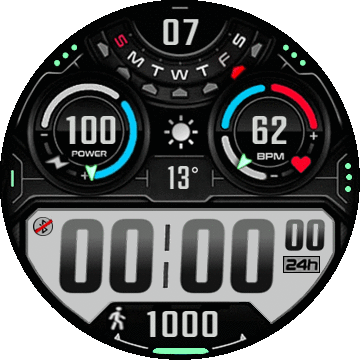 07
S M T W T F S
100
POWER
- +
62
BPM
- +
13°
00:00 00
24h
1000